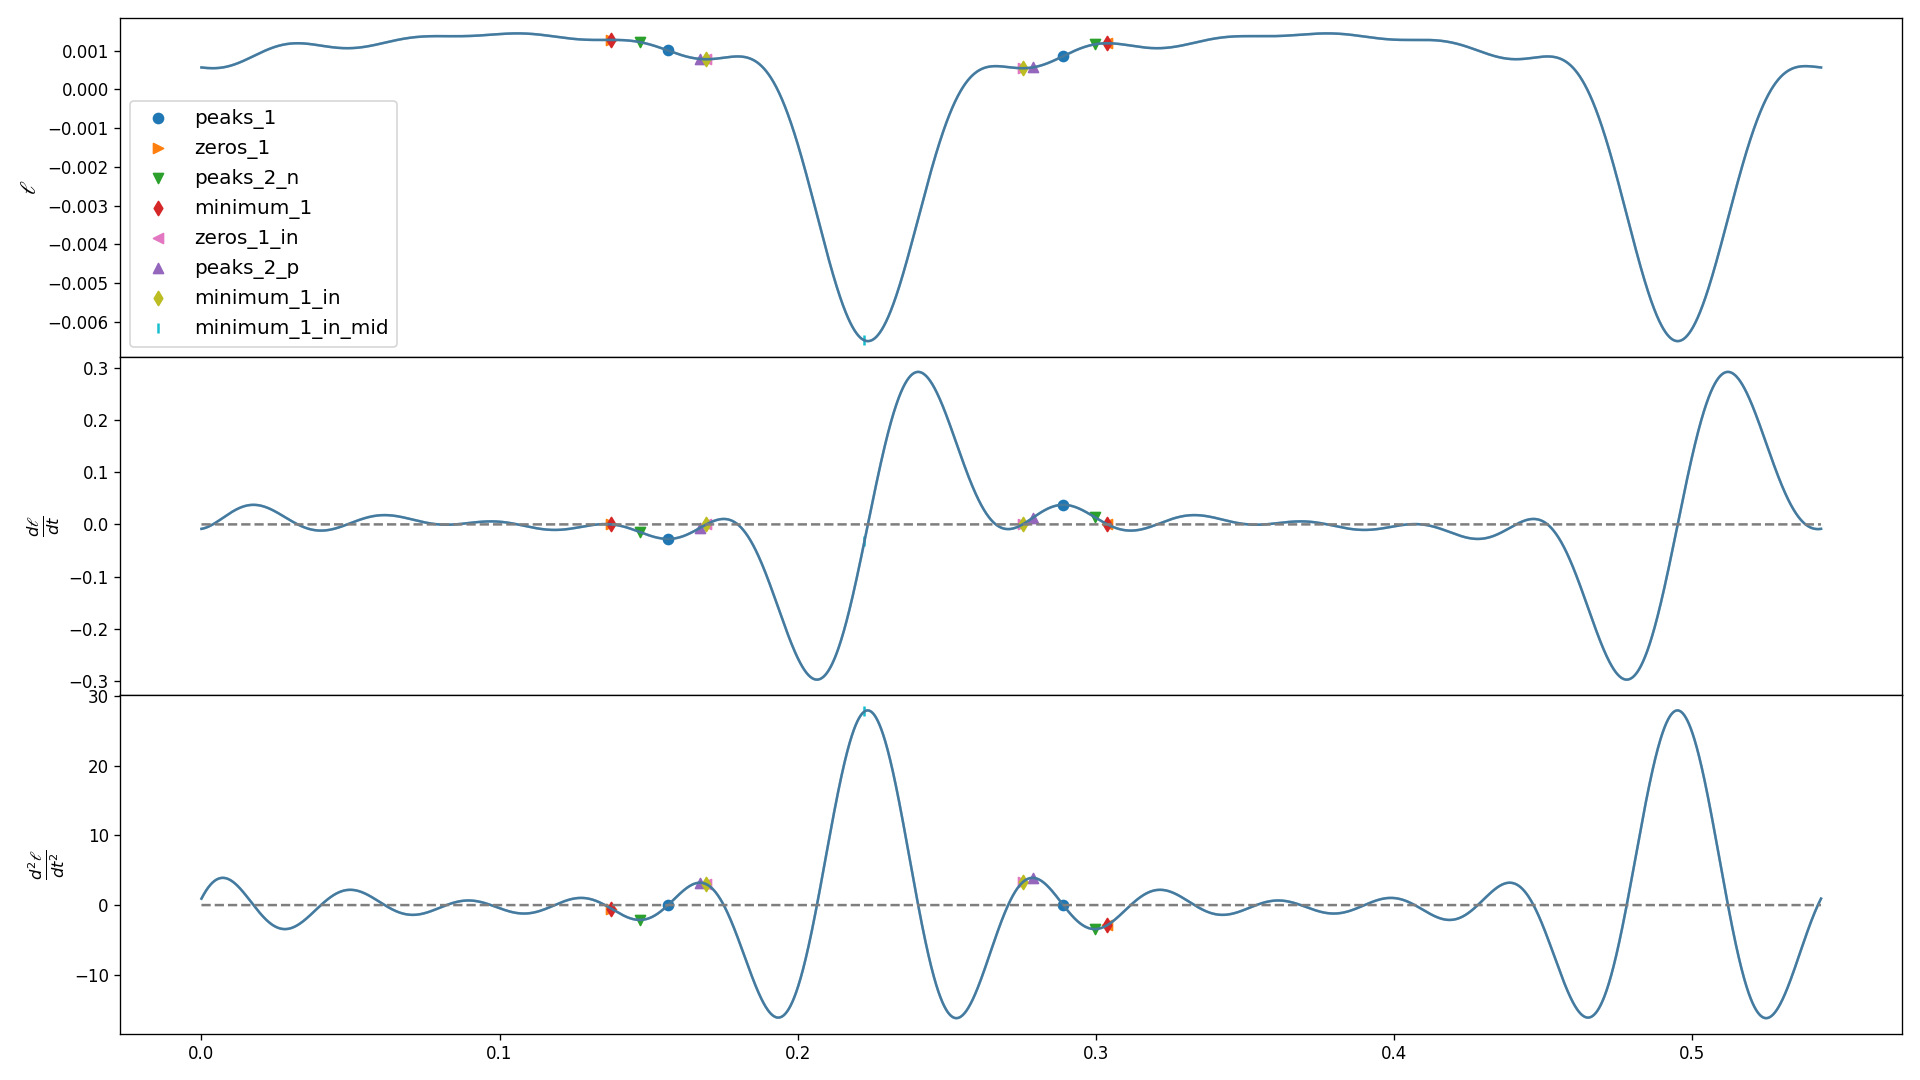 0.001
0.000
−0.001
−0.002
−0.003
−0.004
−0.005
−0.006
ℓ
peaks_1
zeros_1
peaks_2_n
minimum_1
zeros_1_in
peaks_2_p
minimum_1_in
minimum_1_in_mid
0.3
0.2
0.1
0.0
−0.1
−0.2
−0.3
dℓ/dt
30
20
10
0
−10
d²ℓ/dt²
0.0 0.1 0.2 0.3 0.4 0.5